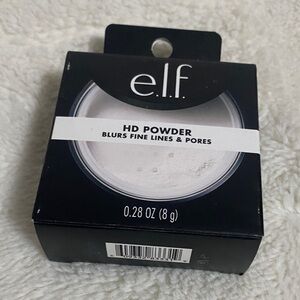 e.l.f.
HD POWDER
BLURS FINE LINES & PORES
0.28 OZ (8 g)